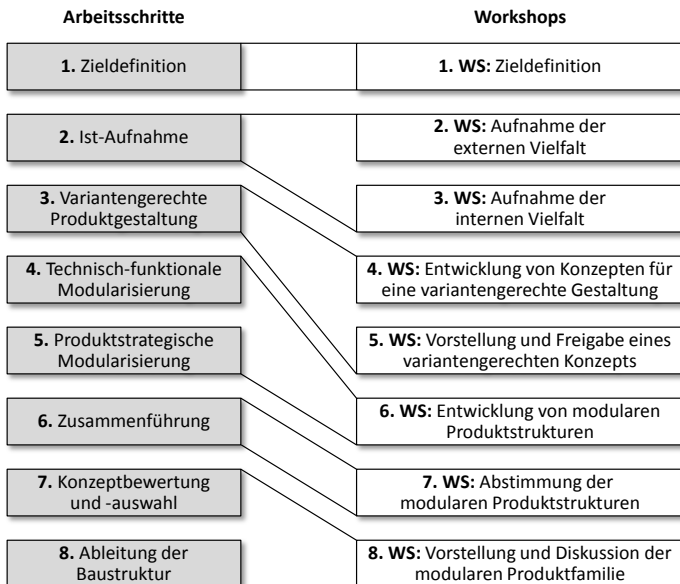 Arbeitsschritte
Workshops
1. Zieldefinition
1. WS: Zieldefinition
2. Ist-Aufnahme
2. WS: Aufnahme der
externen Vielfalt
3. Variantengerechte
Produktgestaltung
3. WS: Aufnahme der
internen Vielfalt
4. Technisch-funktionale
Modularisierung
4. WS: Entwicklung von Konzepten für
eine variantengerechte Gestaltung
5. Produktstrategische
Modularisierung
5. WS: Vorstellung und Freigabe eines
variantengerechten Konzepts
6. Zusammenführung
6. WS: Entwicklung von modularen
Produktstrukturen
7. Konzeptbewertung
und -auswahl
7. WS: Abstimmung der
modularen Produktstrukturen
8. Ableitung der
Baustruktur
8. WS: Vorstellung und Diskussion der
modularen Produktfamilie